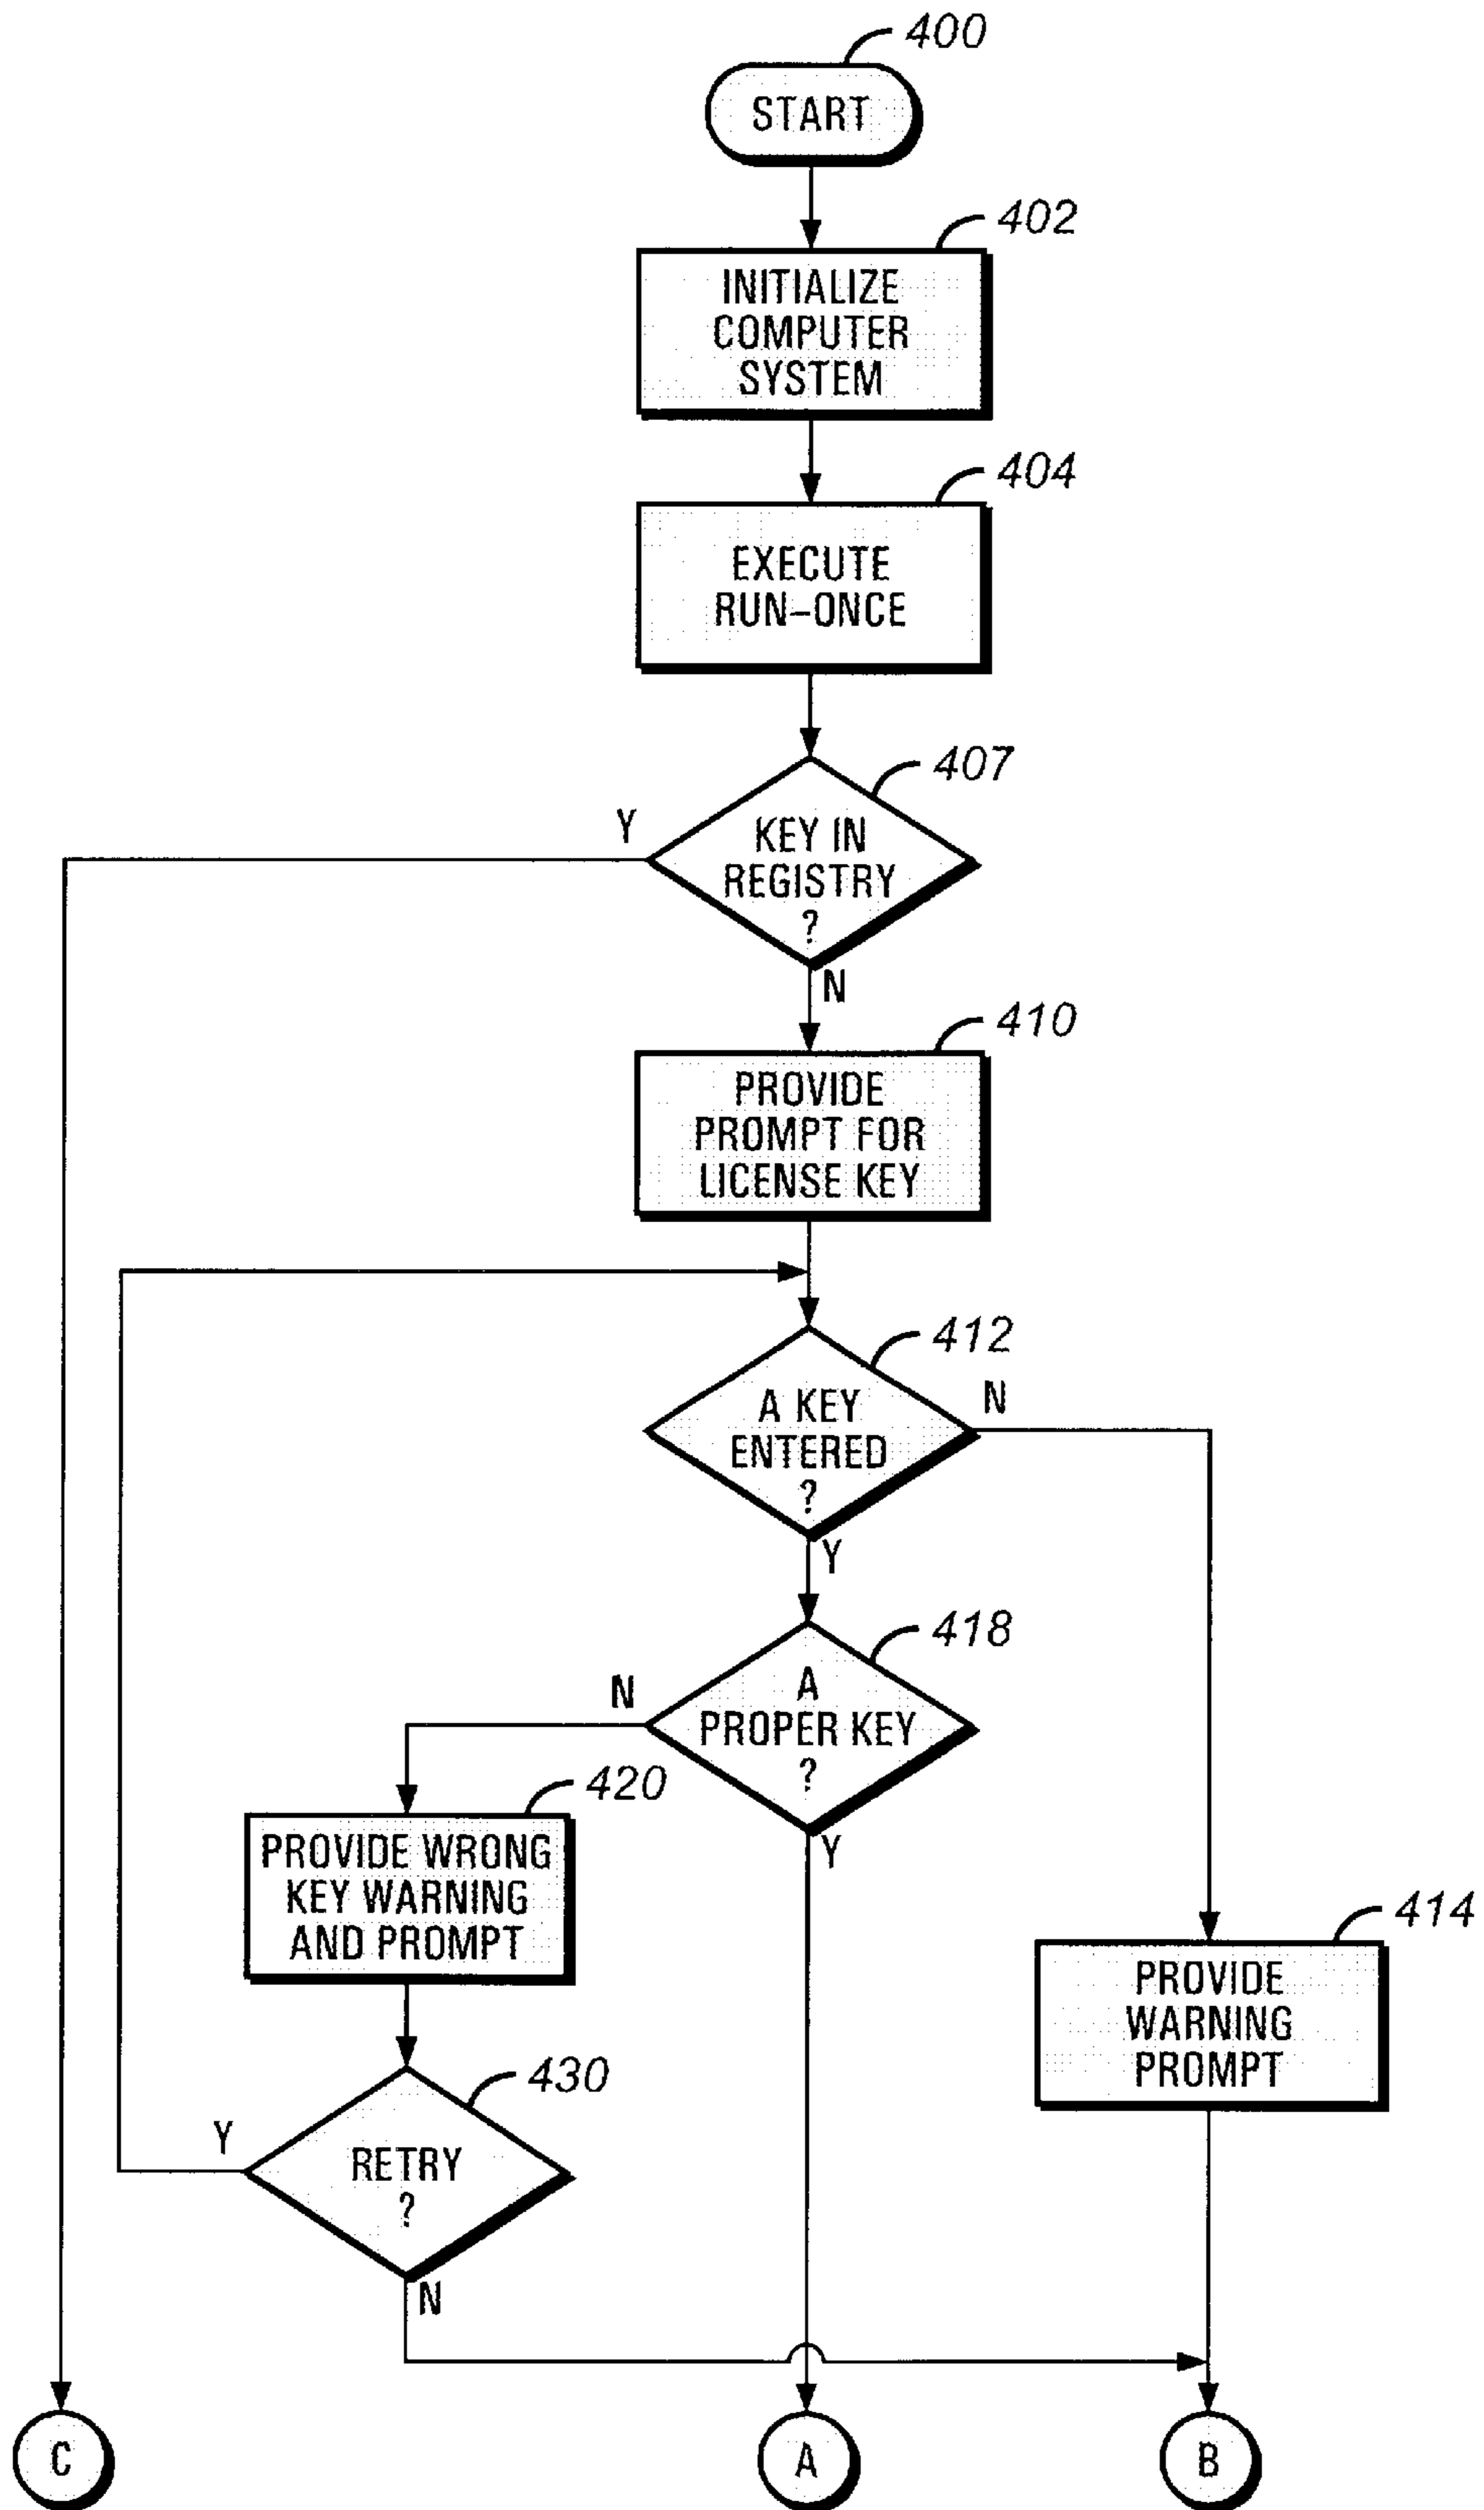 400
START
402
INITIALIZE
COMPUTER
SYSTEM
404
EXECUTE
RUN-ONCE
407
Y
KEY IN
REGISTRY
?
N
410
PROVIDE
PROMPT FOR
LICENSE KEY
412
N
A KEY
ENTERED
?
Y
418
N
A
PROPER KEY
?
Y
420
PROVIDE WRONG
KEY WARNING
AND PROMPT
414
PROVIDE
WARNING
PROMPT
430
Y
RETRY
?
N
C
A
B